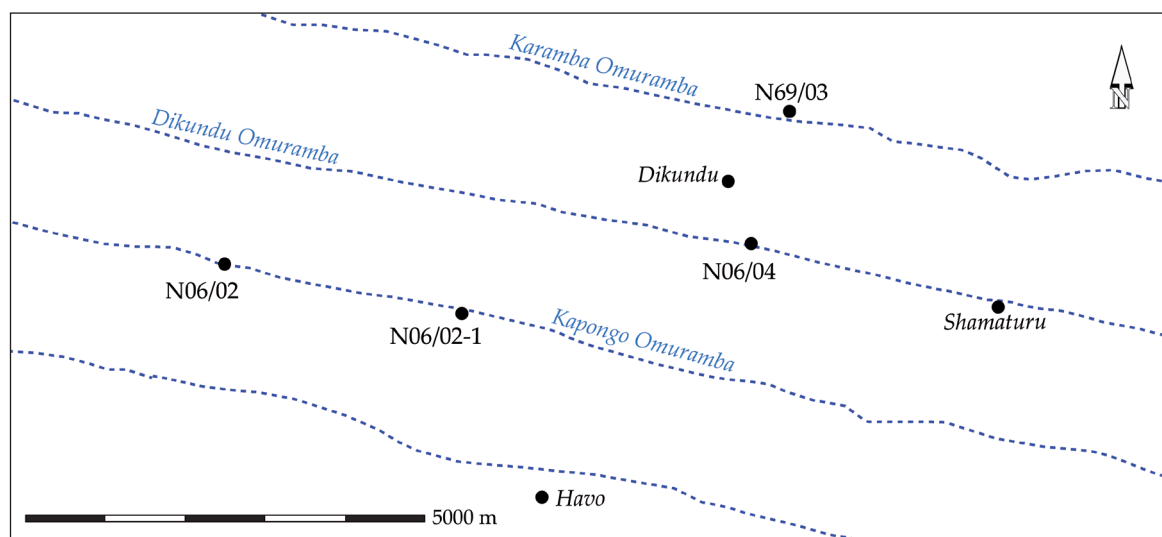 Karamba Omuramba
N
N69/03
Dikundu Omuramba
Dikundu
N06/04
N06/02
Shamaturu
N06/02-1
Kapongo Omuramba
Havo
5000 m